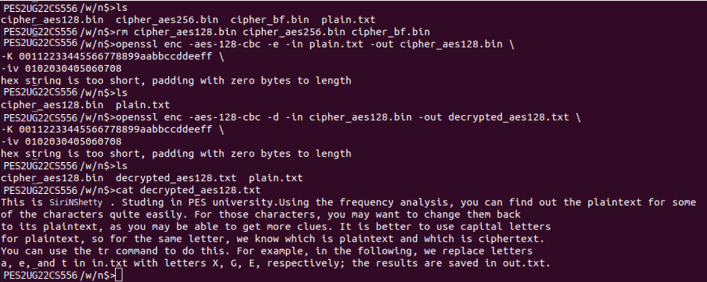 PES2UG22CS556/w/n$>ls
cipher_aes128.bin cipher_aes256.bin cipher_bf.bin plain.txt
PES2UG22CS556/w/n$>rm cipher_aes128.bin cipher_aes256.bin cipher_bf.bin
PES2UG22CS556/w/n$>openssl enc -aes-128-cbc -e -in plain.txt -out cipher_aes128.bin \
-K 00112233445566778899aabbccddeeff \
-iv 0102030405060708
hex string is too short, padding with zero bytes to length
PES2UG22CS556/w/n$>ls
cipher_aes128.bin plain.txt
PES2UG22CS556/w/n$>openssl enc -aes-128-cbc -d -in cipher_aes128.bin -out decrypted_aes128.txt \
-K 00112233445566778899aabbccddeeff \
-iv 0102030405060708
hex string is too short, padding with zero bytes to length
PES2UG22CS556/w/n$>ls
cipher_aes128.bin decrypted_aes128.txt plain.txt
PES2UG22CS556/w/n$>cat decrypted_aes128.txt
This is SiriNShetty . Studing in PES university.Using the frequency analysis, you can find out the plaintext for some
of the characters quite easily. For those characters, you may want to change them back
to its plaintext, as you may be able to get more clues. It is better to use capital letters
for plaintext, so for the same letter, we know which is plaintext and which is ciphertext.
You can use the tr command to do this. For example, in the following, we replace letters
a, e, and t in in.txt with letters X, G, E, respectively; the results are saved in out.txt.
PES2UG22CS556/w/n$>